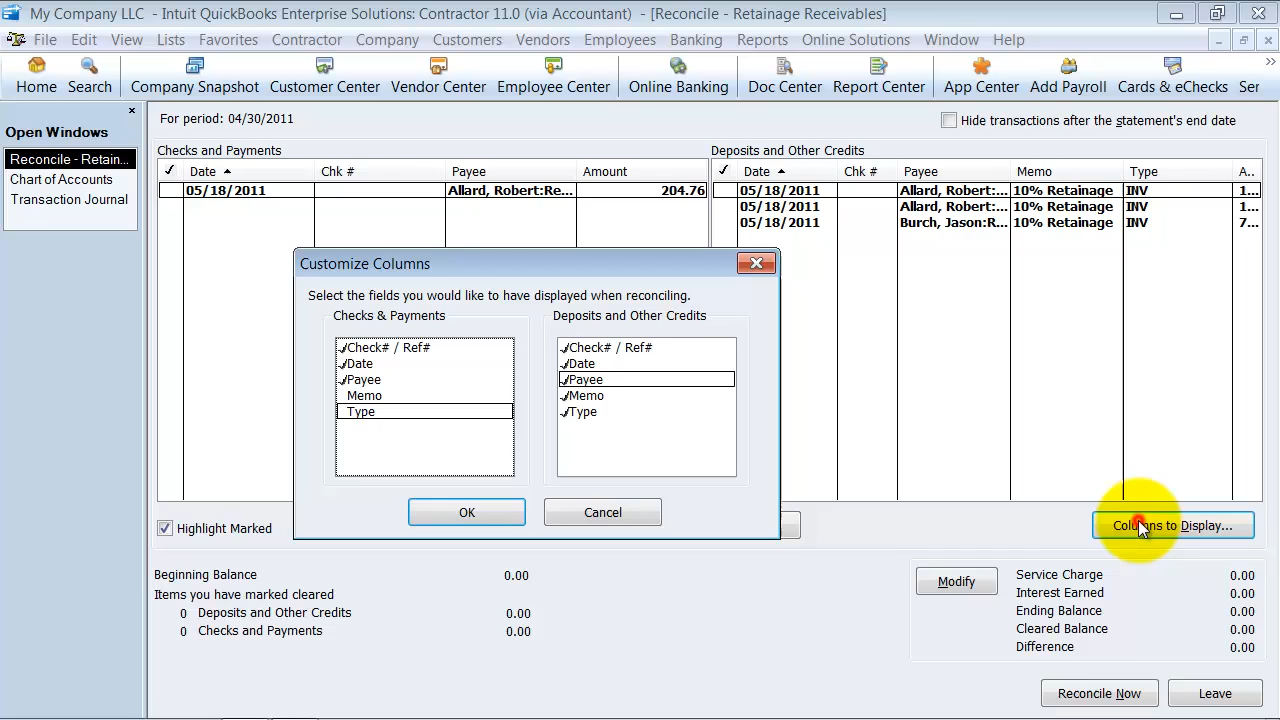 My Company LLC - Intuit QuickBooks Enterprise Solutions: Contractor 11.0 (via Accountant) - [Reconcile - Retainage Receivables]
File Edit View Lists Favorites Contractor Company Customers Vendors Employees Banking Reports Online Solutions Window Help
Home Search Company Snapshot Customer Center Vendor Center Employee Center Online Banking Doc Center Report Center App Center Add Payroll Cards & eChecks Ser
Open Windows
Reconcile - Retain...
Chart of Accounts
Transaction Journal
For period: 04/30/2011
Hide transactions after the statement's end date
Checks and Payments
Date Chk # Payee Amount
05/18/2011 Allard, Robert:Re... 204.76
Deposits and Other Credits
Date Chk # Payee Memo Type A..
05/18/2011 Allard, Robert:... 10% Retainage INV 1...
05/18/2011 Allard, Robert:... 10% Retainage INV 1...
05/18/2011 Burch, Jason:R... 10% Retainage INV 7...
Customize Columns
Select the fields you would like to have displayed when reconciling.
Checks & Payments
Check# / Ref#
Date
Payee
Memo
Type
Deposits and Other Credits
Check# / Ref#
Date
Payee
Memo
Type
OK Cancel
Highlight Marked
Columns to Display...
Beginning Balance 0.00
Items you have marked cleared
0 Deposits and Other Credits 0.00
0 Checks and Payments 0.00
Modify
Service Charge 0.00
Interest Earned 0.00
Ending Balance 0.00
Cleared Balance 0.00
Difference 0.00
Reconcile Now Leave